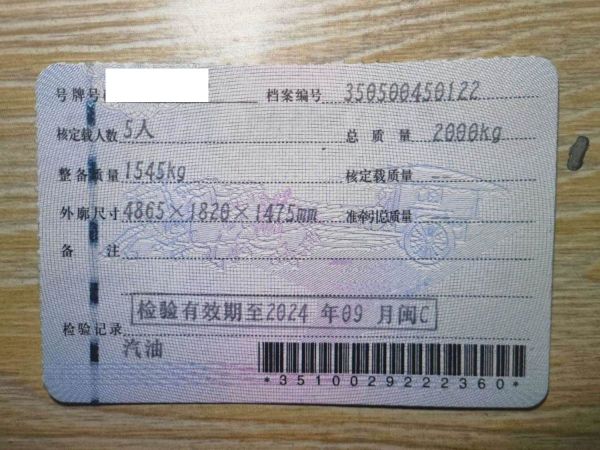 号牌号 档案编号 350500450122
核定载人数 5人 总质量 2000kg
整备质量 1545kg 核定载质量
外廓尺寸 4865×1820×1475mm 准牵引总质量
备注
检验有效期至2024年09月闽C
检验记录
汽油
*3510029222360*